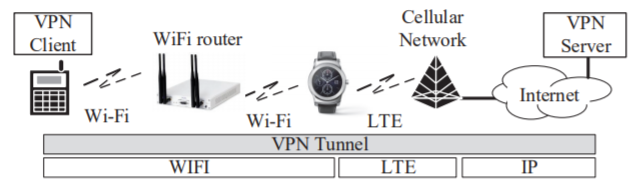 VPN
Client
WiFi router
Cellular
Network
VPN
Server
Wi-Fi
Wi-Fi
LTE
Internet
VPN Tunnel
WIFI
LTE
IP